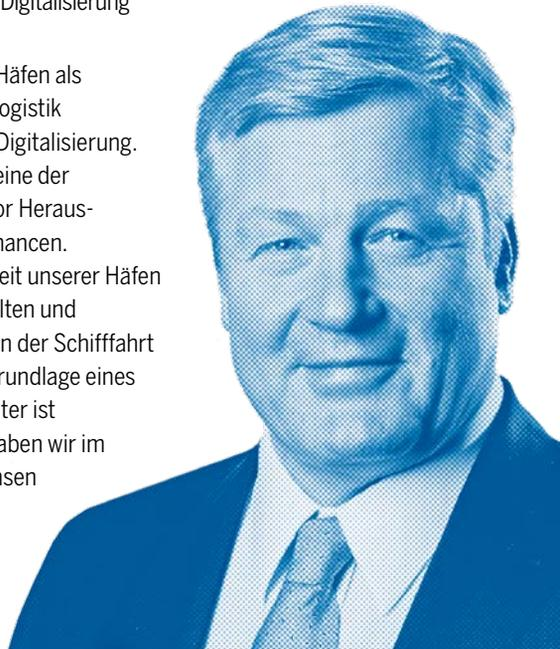 Digitalisierung
Häfen als
ogistik
Digitalisierung.
eine der
or Heraus-
hancen.
eit unserer Häfen
lten und
n der Schifffahrt
rundlage eines
ter ist
aben wir im
hsen